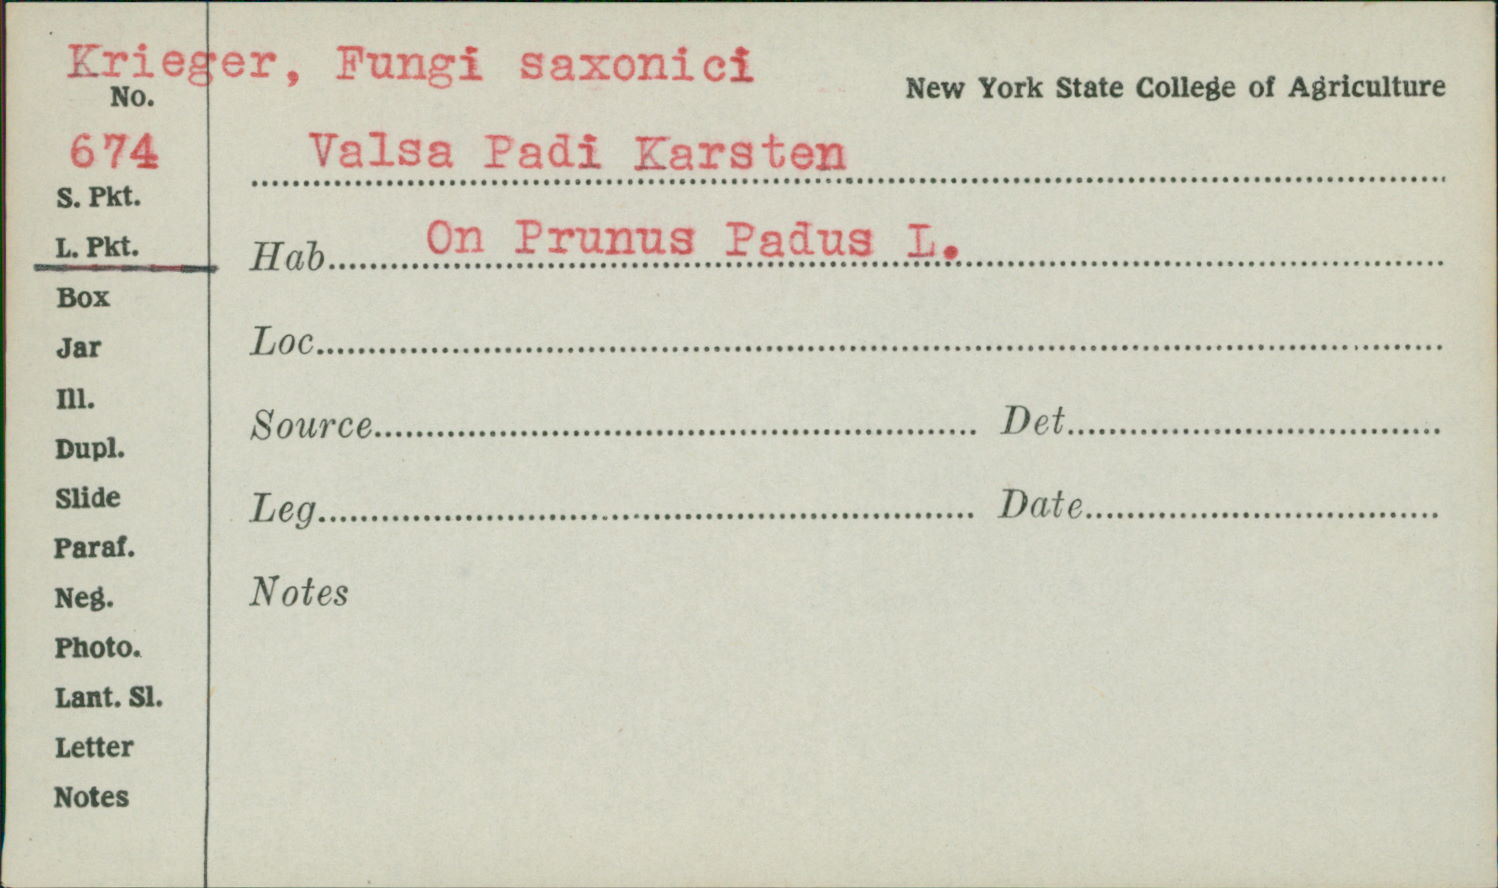 Krieger, Fungi saxonici
No.
New York State College of Agriculture
674
Valsa Padi Karsten
S. Pkt.
L. Pkt.
Hab. On Prunus Padus L.
Box
Jar
Loc.
Ill.
Source Det.
Dupl.
Slide
Leg. Date
Paraf.
Neg.
Notes
Photo.
Lant. Sl.
Letter
Notes